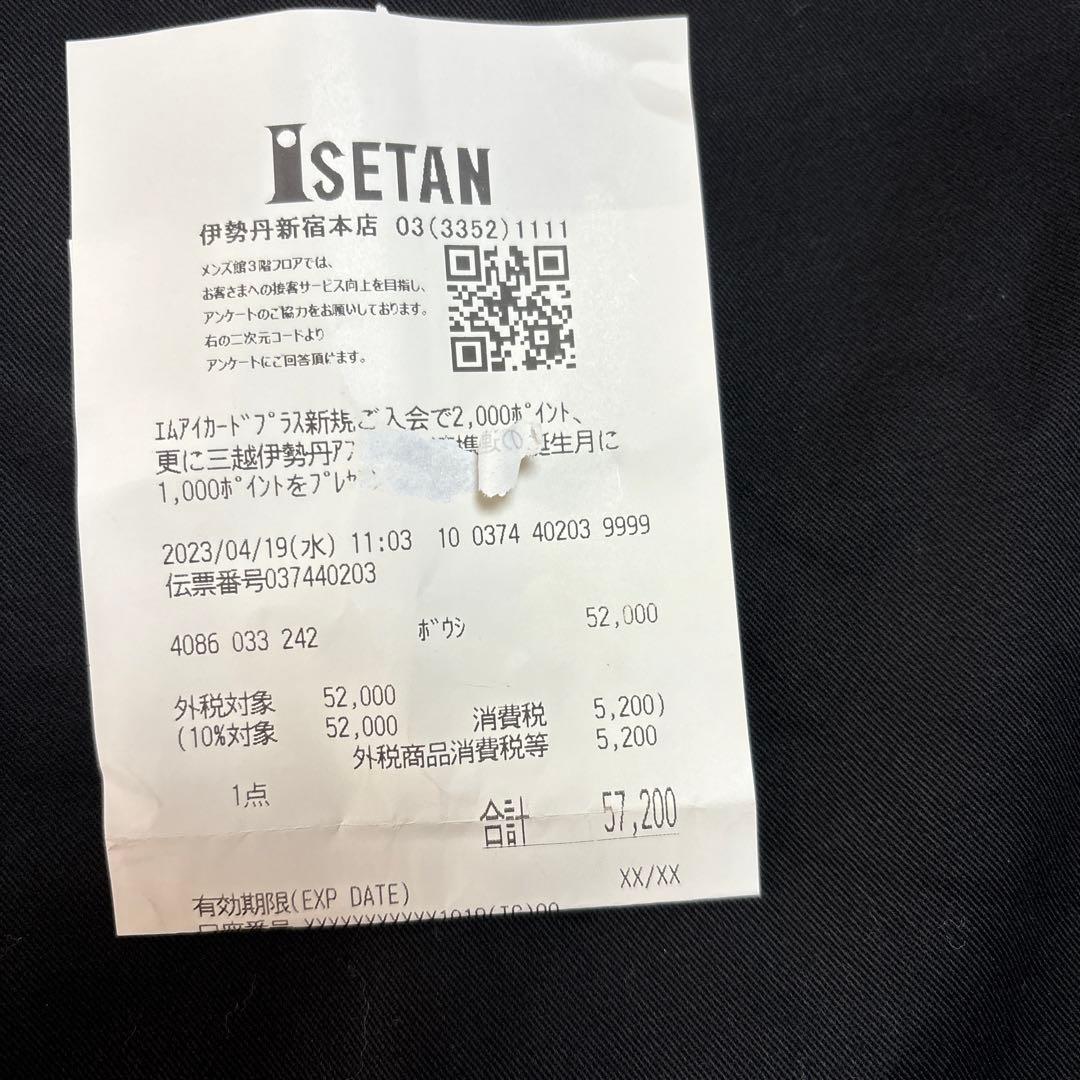 ISETAN
伊勢丹新宿本店 03(3352)1111
メンズ館3階フロアでは、
お客さまへの接客サービス向上を目指し、
アンケートのご協力をお願いしております。
右の二次元コードより
アンケートにご回答頂けます。
ｴﾑｱｲｶｰﾄﾞﾌﾟﾗｽ新規ご入会で2,000ﾎﾟｲﾝﾄ、
更に三越伊勢丹ｱﾌ 携 の連 誕生月に
1,000ﾎﾟｲﾝﾄをﾌﾟﾚｾﾞ
2023/04/19(水) 11:03 10 0374 40203 9999
伝票番号037440203
4086 033 242 ﾎﾞｳｼ 52,000
外税対象 52,000
(10%対象 52,000 消費税 5,200)
外税商品消費税等 5,200
1点
合計 57,200
有効期限(EXP DATE) XX/XX